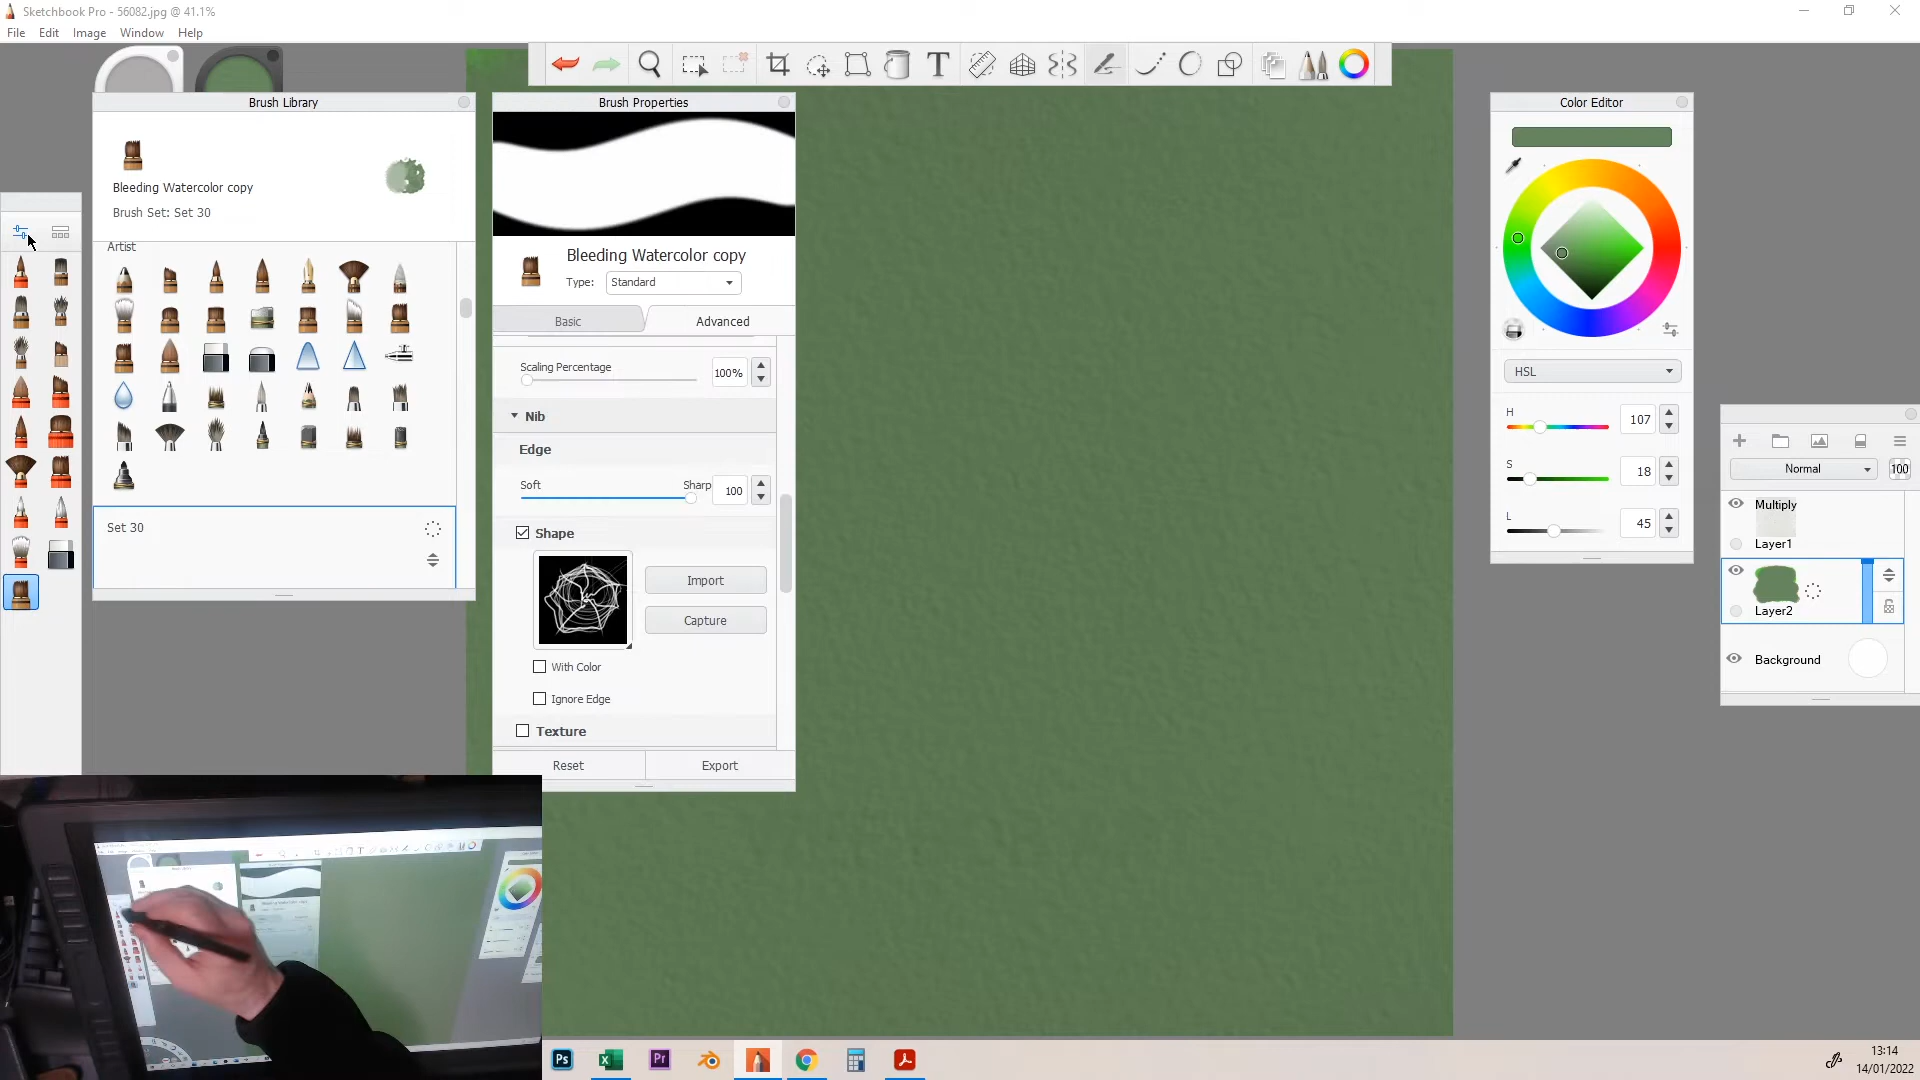 Sketchbook Pro - 56082.jpg @ 41.1%
File Edit Image Window Help
T
Brush Library
Bleeding Watercolor copy
Brush Set: Set 30
Artist
Set 30
Brush Properties
Bleeding Watercolor copy
Type: Standard
Basic Advanced
Scaling Percentage 100%
Nib
Edge
Soft Sharp 100
Shape
Import
Capture
With Color
Ignore Edge
Texture
Reset Export
Color Editor
HSL
H 107
S 18
L 45
Normal 100
Multiply
Layer1
Layer2
Background
Ps Pr
13:14
14/01/2022